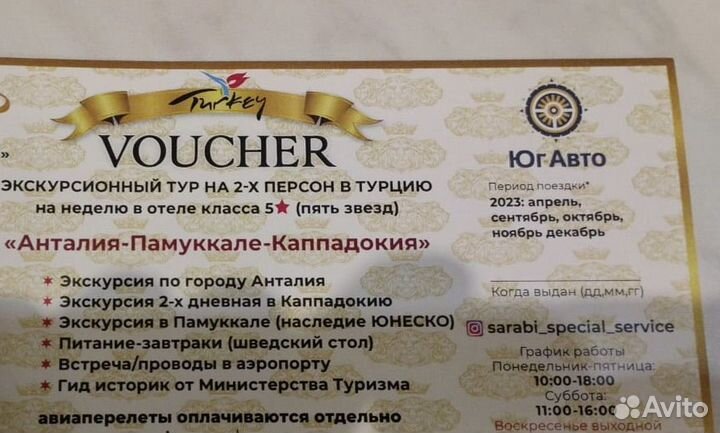 Turkey
VOUCHER
»
ЭКСКУРСИОННЫЙ ТУР НА 2-Х ПЕРСОН В ТУРЦИЮ
на неделю в отеле класса 5★ (пять звезд)
«Анталия-Памуккале-Каппадокия»
✶ Экскурсия по городу Анталия
✶ Экскурсия 2-х дневная в Каппадокию
✶ Экскурсия в Памуккале (наследие ЮНЕСКО)
✶ Питание-завтраки (шведский стол)
✶ Встреча/проводы в аэропорту
✶ Гид историк от Министерства Туризма
авиаперелеты оплачиваются отдельно
Юг Авто
Период поездки*
2023: апрель,
сентябрь, октябрь,
ноябрь декабрь
Когда выдан (дд,мм,гг)
sarabi_special_service
График работы
Понедельник-пятница:
10:00-18:00
Суббота:
11:00-16:00
Воскресенье выходной
Avito